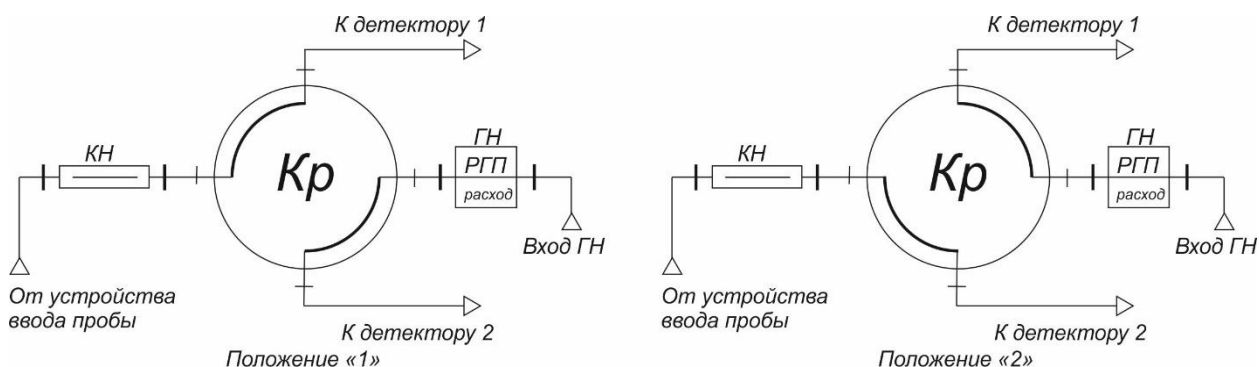 К детектору 1
КН
Кр
ГН
РГП
расход
Вход ГН
От устройства
ввода пробы
К детектору 2
Положение «1»
К детектору 1
КН
Кр
ГН
РГП
расход
Вход ГН
От устройства
ввода пробы
К детектору 2
Положение «2»